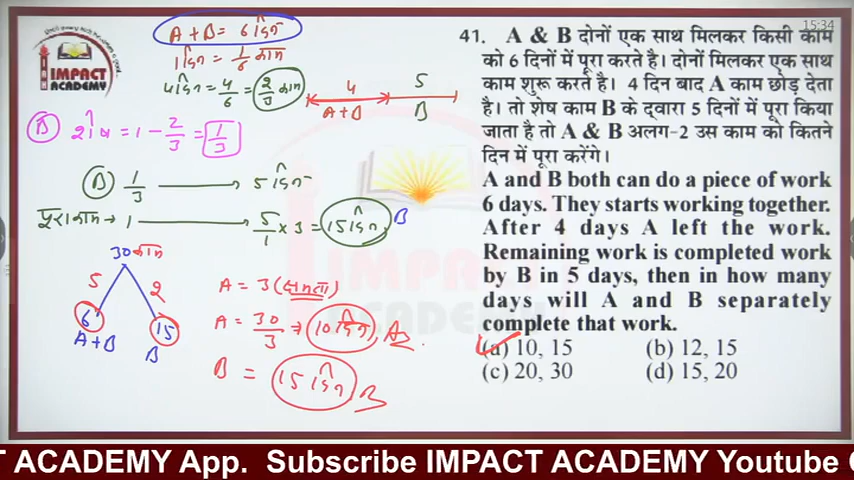 15:34
IMPACT
ACADEMY
A + B = 6 दिन
1 दिन = 1/6 काम
4 दिन = 4/6 = 2/3 काम
4 5
A+B B
B शेष = 1 - 2/3 = 1/3
B 1/3 → 5 दिन
पूरा काम → 1 → 5/1 × 3 = 15 दिन B
30 काम
5 2
6 15
A+B B
A = 3 (क्षमता)
A = 30/3 ⇒ 10 दिन, A
B = 15 दिन, B
41. A & B दोनों एक साथ मिलकर किसी काम
को 6 दिनों में पूरा करते है। दोनों मिलकर एक साथ
काम शुरू करते है। 4 दिन बाद A काम छोड़ देता
है। तो शेष काम B के द्वारा 5 दिनों में पूरा किया
जाता है तो A & B अलग-2 उस काम को कितने
दिन में पूरा करेंगे।
A and B both can do a piece of work
6 days. They starts working together.
After 4 days A left the work.
Remaining work is completed work
by B in 5 days, then in how many
days will A and B separately
complete that work.
(a) 10, 15 (b) 12, 15
(c) 20, 30 (d) 15, 20
T ACADEMY App. Subscribe IMPACT ACADEMY Youtube C